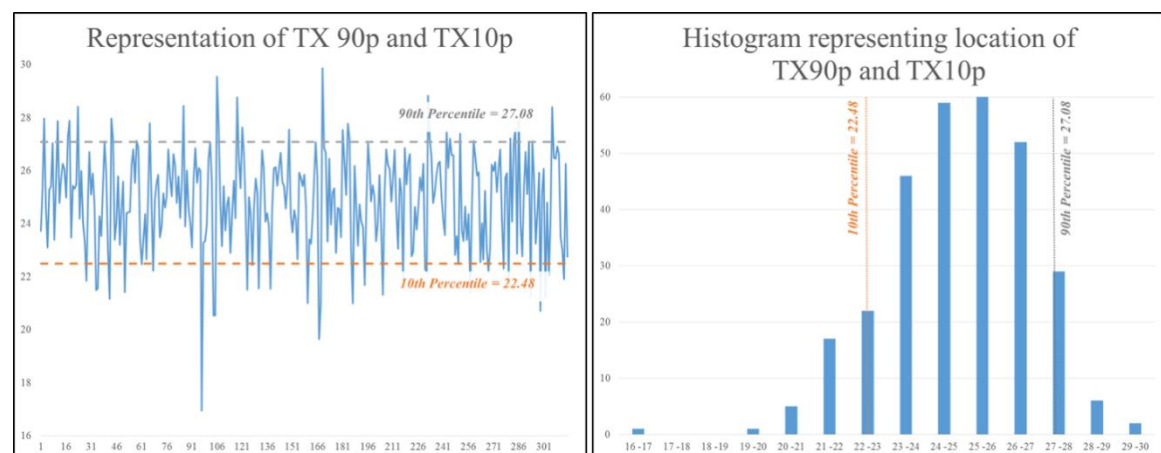 Representation of TX 90p and TX10p
30
28
26
24
22
20
18
16
90th Percentile = 27.08
10th Percentile = 22.48
1 16 31 46 61 76 91 106 121 136 151 166 181 196 211 226 241 256 271 286 301
Histogram representing location of
TX90p and TX10p
60
50
40
30
20
10
0
10th Percentile = 22.48
90th Percentile = 27.08
16 -17 17 -18 18 -19 19 -20 20 -21 21 -22 22 -23 23 -24 24 -25 25 -26 26 -27 27 -28 28 -29 29 -30